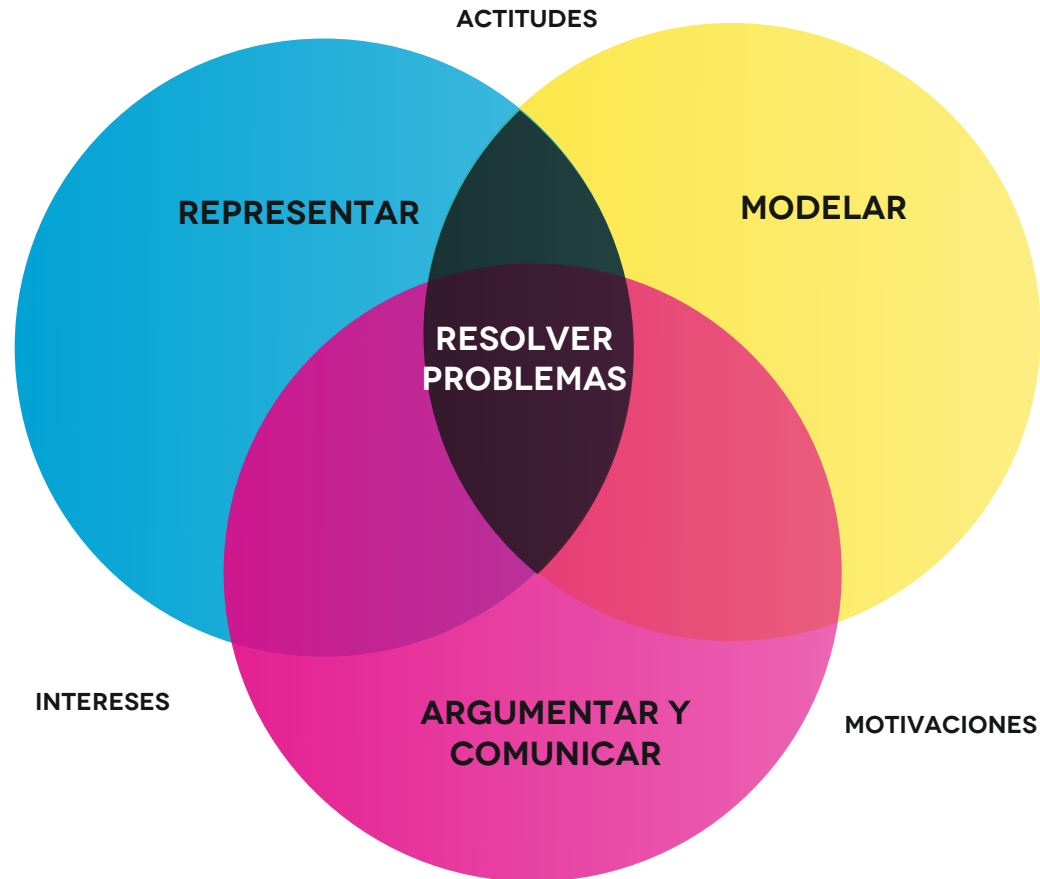 ACTITUDES
REPRESENTAR
MODELAR
RESOLVER
PROBLEMAS
INTERESES
ARGUMENTAR Y
COMUNICAR
MOTIVACIONES